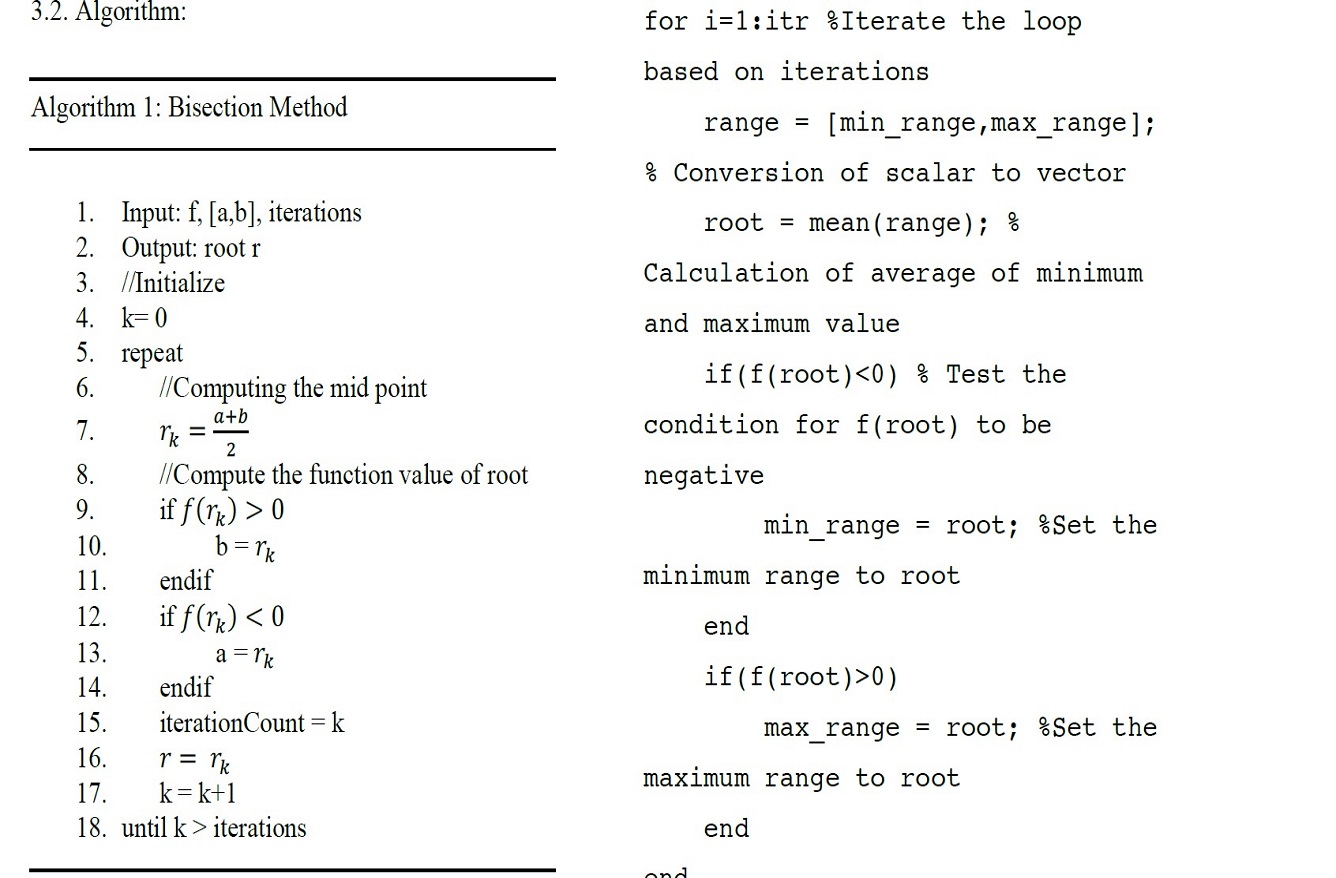 3.2. Algorithm:
Algorithm 1: Bisection Method
1. Input: f, [a,b], iterations
2. Output: root r
3. //Initialize
4. k= 0
5. repeat
6. //Computing the mid point
7. r_k = (a+b)/2
8. //Compute the function value of root
9. if f(r_k) > 0
10. b = r_k
11. endif
12. if f(r_k) < 0
13. a = r_k
14. endif
15. iterationCount = k
16. r = r_k
17. k = k+1
18. until k > iterations
for i=1:itr %Iterate the loop
based on iterations
range = [min_range,max_range];
% Conversion of scalar to vector
root = mean(range); %
Calculation of average of minimum
and maximum value
if(f(root)<0) % Test the
condition for f(root) to be
negative
min_range = root; %Set the
minimum range to root
end
if(f(root)>0)
max_range = root; %Set the
maximum range to root
end
end